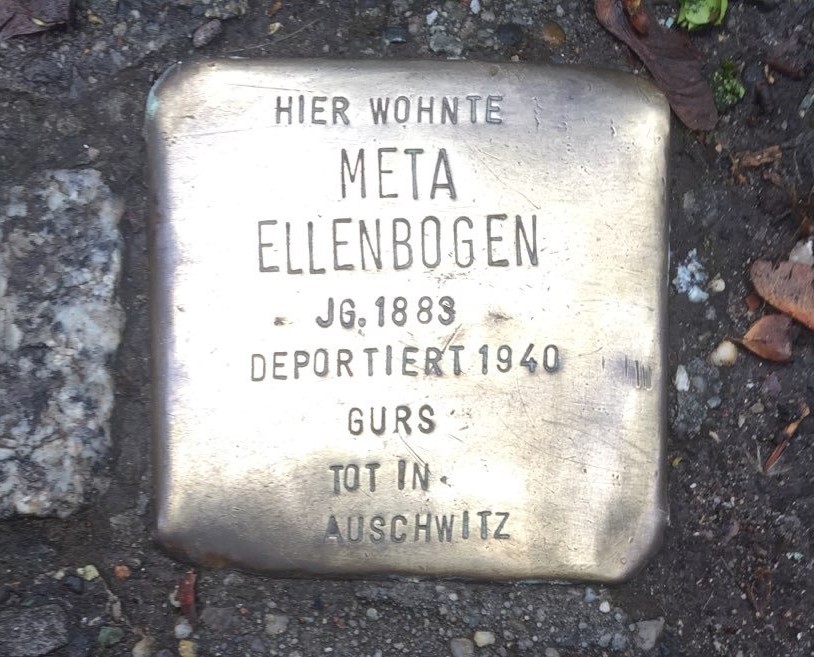 HIER WOHNTE
META
ELLENBOGEN
JG. 1883
DEPORTIERT 1940
GURS
TOT IN
AUSCHWITZ